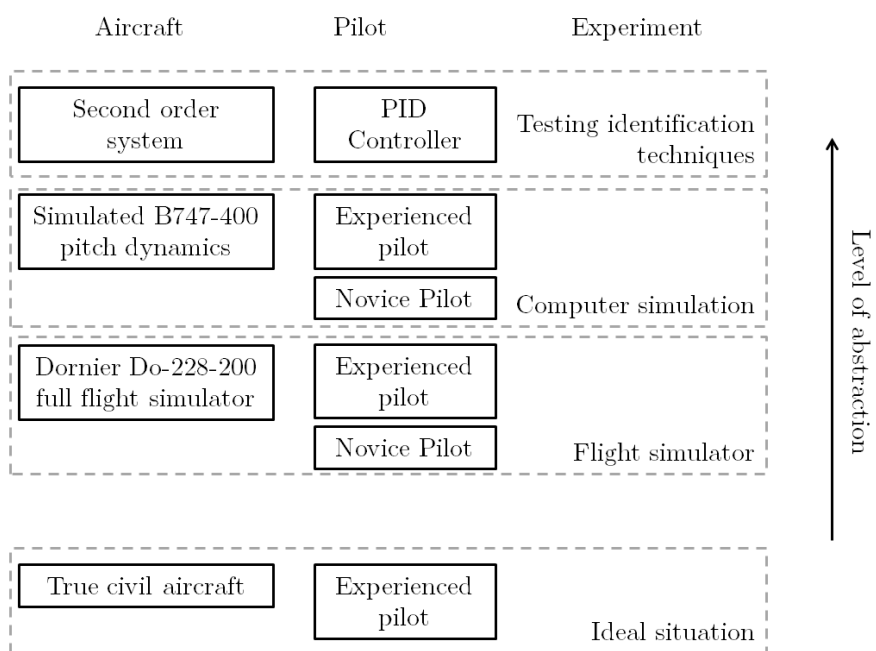 Aircraft
Pilot
Experiment
Second order
system
PID
Controller
Testing identification
techniques
Simulated B747-400
pitch dynamics
Experienced
pilot
Novice Pilot
Computer simulation
Dornier Do-228-200
full flight simulator
Experienced
pilot
Novice Pilot
Flight simulator
True civil aircraft
Experienced
pilot
Ideal situation
Level of abstraction